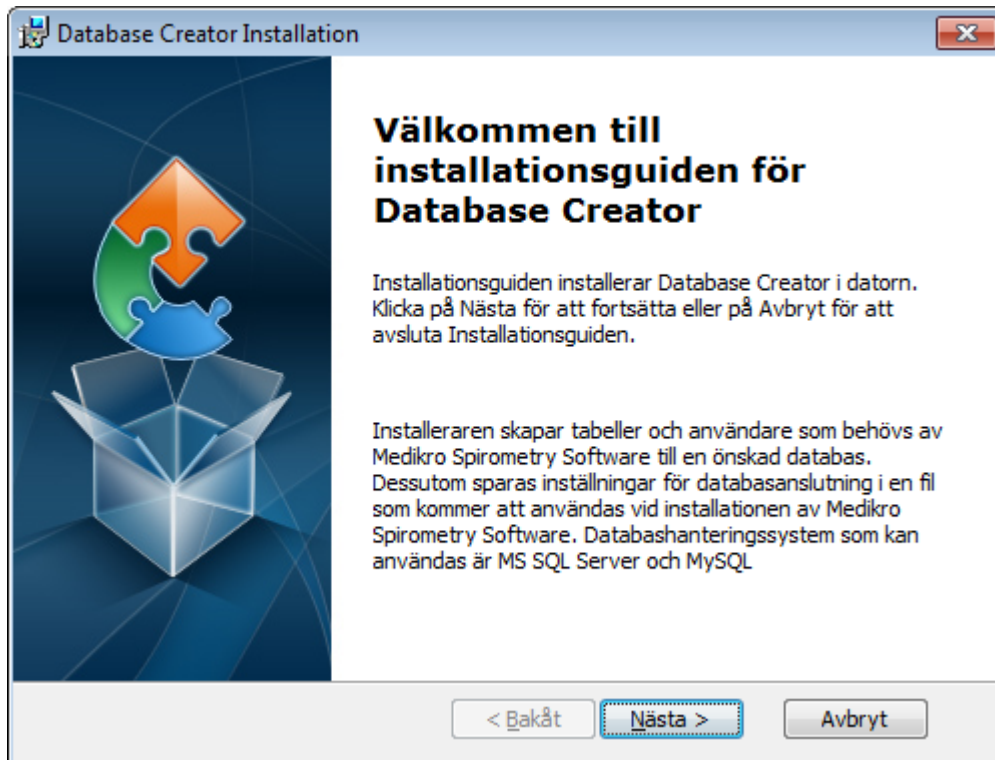 Database Creator Installation
Välkommen till
installationsguiden för
Database Creator
Installationsguiden installerar Database Creator i datorn.
Klicka på Nästa för att fortsätta eller på Avbryt för att
avsluta Installationsguiden.
Installeraren skapar tabeller och användare som behövs av
Medikro Spirometry Software till en önskad databas.
Dessutom sparas inställningar för databasanslutning i en fil
som kommer att användas vid installationen av Medikro
Spirometry Software. Databashanteringssystem som kan
användas är MS SQL Server och MySQL
< Bakåt Nästa > Avbryt